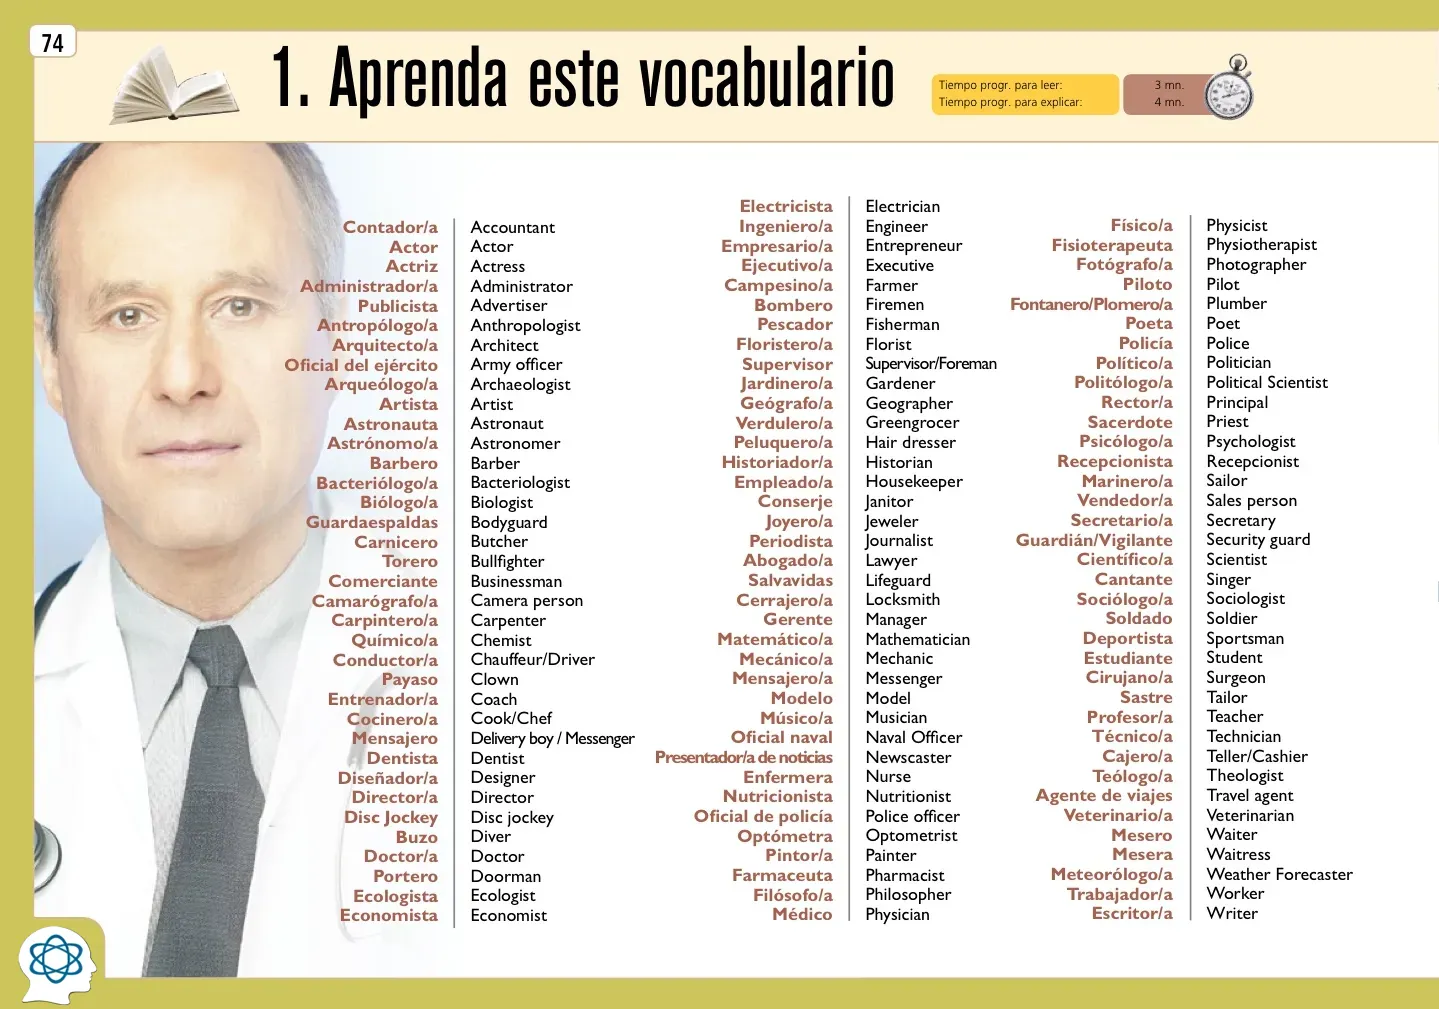 74
1. Aprenda este vocabulario
Tiempo progr. para leer: 3 mn.
Tiempo progr. para explicar: 4 mn.
Contador/a Accountant
Actor Actor
Actriz Actress
Administrador/a Administrator
Publicista Advertiser
Antropólogo/a Anthropologist
Arquitecto/a Architect
Oficial del ejército Army officer
Arqueólogo/a Archaeologist
Artista Artist
Astronauta Astronaut
Astrónomo/a Astronomer
Barbero Barber
Bacteriólogo/a Bacteriologist
Biólogo/a Biologist
Guardaespaldas Bodyguard
Carnicero Butcher
Torero Bullfighter
Comerciante Businessman
Camarógrafo/a Camera person
Carpintero/a Carpenter
Químico/a Chemist
Conductor/a Chauffeur/Driver
Payaso Clown
Entrenador/a Coach
Cocinero/a Cook/Chef
Mensajero Delivery boy / Messenger
Dentista Dentist
Diseñador/a Designer
Director/a Director
Disc Jockey Disc jockey
Buzo Diver
Doctor/a Doctor
Portero Doorman
Ecologista Ecologist
Economista Economist
Electricista Electrician
Ingeniero/a Engineer
Empresario/a Entrepreneur
Ejecutivo/a Executive
Campesino/a Farmer
Bombero Firemen
Pescador Fisherman
Floristero/a Florist
Supervisor Supervisor/Foreman
Jardinero/a Gardener
Geógrafo/a Geographer
Verdulero/a Greengrocer
Peluquero/a Hair dresser
Historiador/a Historian
Empleado/a Housekeeper
Conserje Janitor
Joyero/a Jeweler
Periodista Journalist
Abogado/a Lawyer
Salvavidas Lifeguard
Cerrajero/a Locksmith
Gerente Manager
Matemático/a Mathematician
Mecánico/a Mechanic
Mensajero/a Messenger
Modelo Model
Músico/a Musician
Oficial naval Naval Officer
Presentador/a de noticias Newscaster
Enfermera Nurse
Nutricionista Nutritionist
Oficial de policía Police officer
Optómetra Optometrist
Pintor/a Painter
Farmaceuta Pharmacist
Filósofo/a Philosopher
Médico Physician
Físico/a Physicist
Fisioterapeuta Physiotherapist
Fotógrafo/a Photographer
Piloto Pilot
Fontanero/Plomero/a Plumber
Poeta Poet
Policía Police
Político/a Politician
Politólogo/a Political Scientist
Rector/a Principal
Sacerdote Priest
Psicólogo/a Psychologist
Recepcionista Recepcionist
Marinero/a Sailor
Vendedor/a Sales person
Secretario/a Secretary
Guardián/Vigilante Security guard
Científico/a Scientist
Cantante Singer
Sociólogo/a Sociologist
Soldado Soldier
Deportista Sportsman
Estudiante Student
Cirujano/a Surgeon
Sastre Tailor
Profesor/a Teacher
Técnico/a Technician
Cajero/a Teller/Cashier
Teólogo/a Theologist
Agente de viajes Travel agent
Veterinario/a Veterinarian
Mesero Waiter
Mesera Waitress
Meteorólogo/a Weather Forecaster
Trabajador/a Worker
Escritor/a Writer